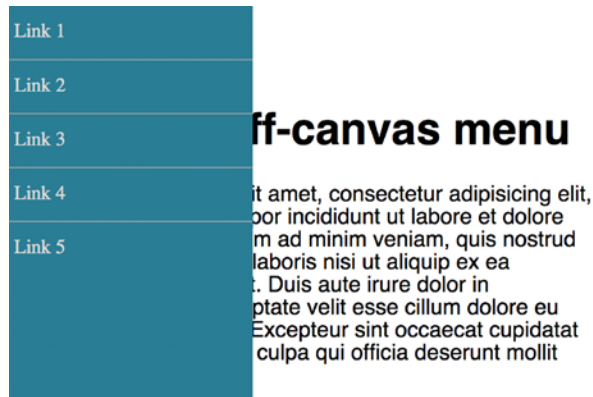 Link 1
Link 2
Link 3
Link 4
Link 5
ff-canvas menu
it amet, consectetur adipisicing elit,
por incididunt ut labore et dolore
m ad minim veniam, quis nostrud
laboris nisi ut aliquip ex ea
t. Duis aute irure dolor in
ptate velit esse cillum dolore eu
Excepteur sint occaecat cupidatat
culpa qui officia deserunt mollit